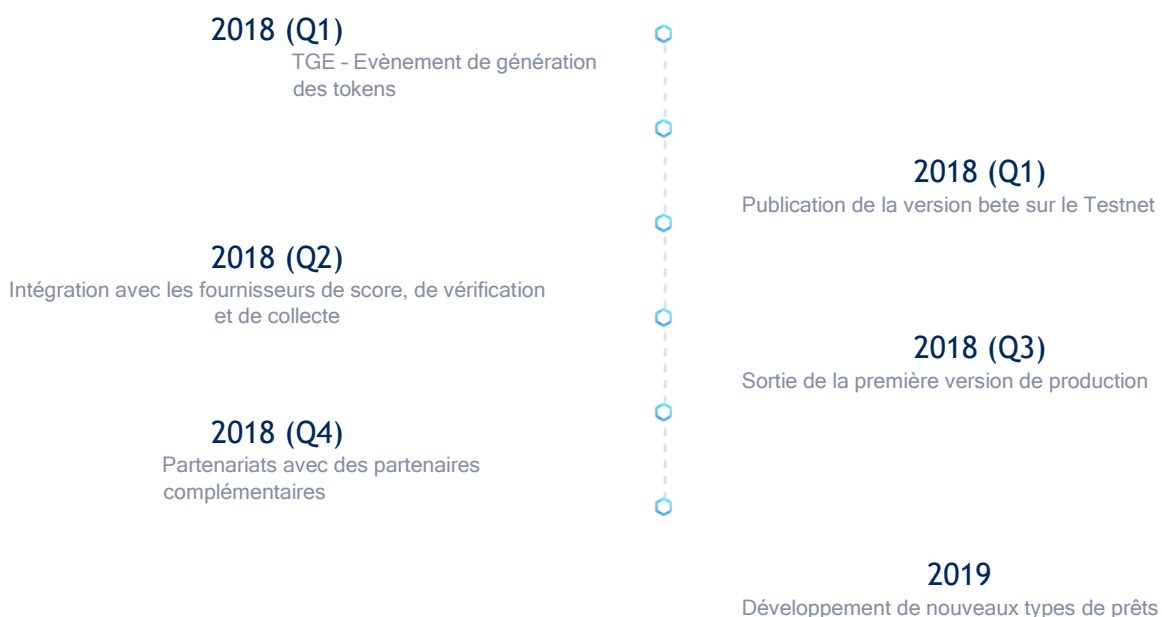 2018 (Q1)
TGE - Evènement de génération
des tokens
2018 (Q1)
Publication de la version bete sur le Testnet
2018 (Q2)
Intégration avec les fournisseurs de score, de vérification
et de collecte
2018 (Q3)
Sortie de la première version de production
2018 (Q4)
Partenariats avec des partenaires
complémentaires
2019
Développement de nouveaux types de prêts